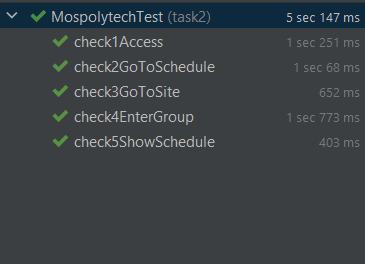 MospolytechTest (task2) 5 sec 147 ms
check1Access 1 sec 251 ms
check2GoToSchedule 1 sec 68 ms
check3GoToSite 652 ms
check4EnterGroup 1 sec 773 ms
check5ShowSchedule 403 ms